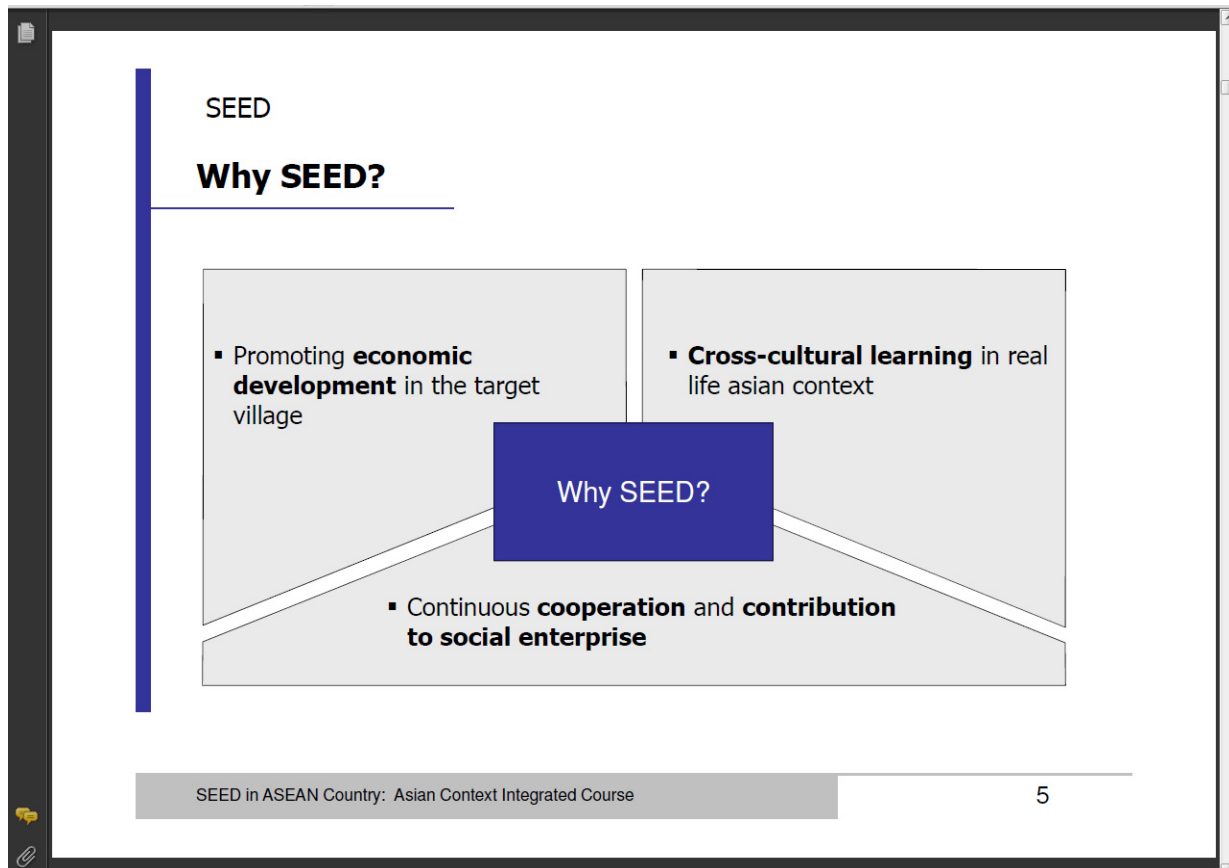 SEED
Why SEED?
▪ Promoting economic
development in the target
village
▪ Cross-cultural learning in real
life asian context
Why SEED?
▪ Continuous cooperation and contribution
to social enterprise
SEED in ASEAN Country: Asian Context Integrated Course
5